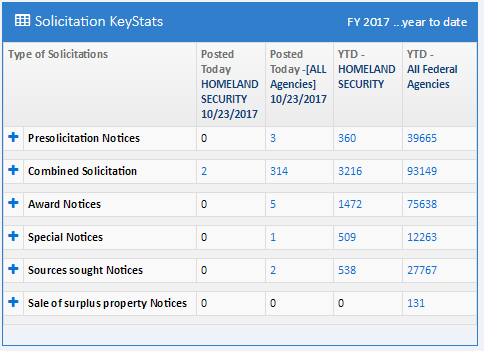 Solicitation KeyStats FY 2017 ...year to date
Type of Solicitations Posted Posted YTD - YTD -
Today Today -[ALL HOMELAND All Federal
HOMELAND Agencies] SECURITY Agencies
SECURITY 10/23/2017
10/23/2017
Presolicitation Notices 0 3 360 39665
Combined Solicitation 2 314 3216 93149
Award Notices 0 5 1472 75638
Special Notices 0 1 509 12263
Sources sought Notices 0 2 538 27767
Sale of surplus property Notices 0 0 0 131